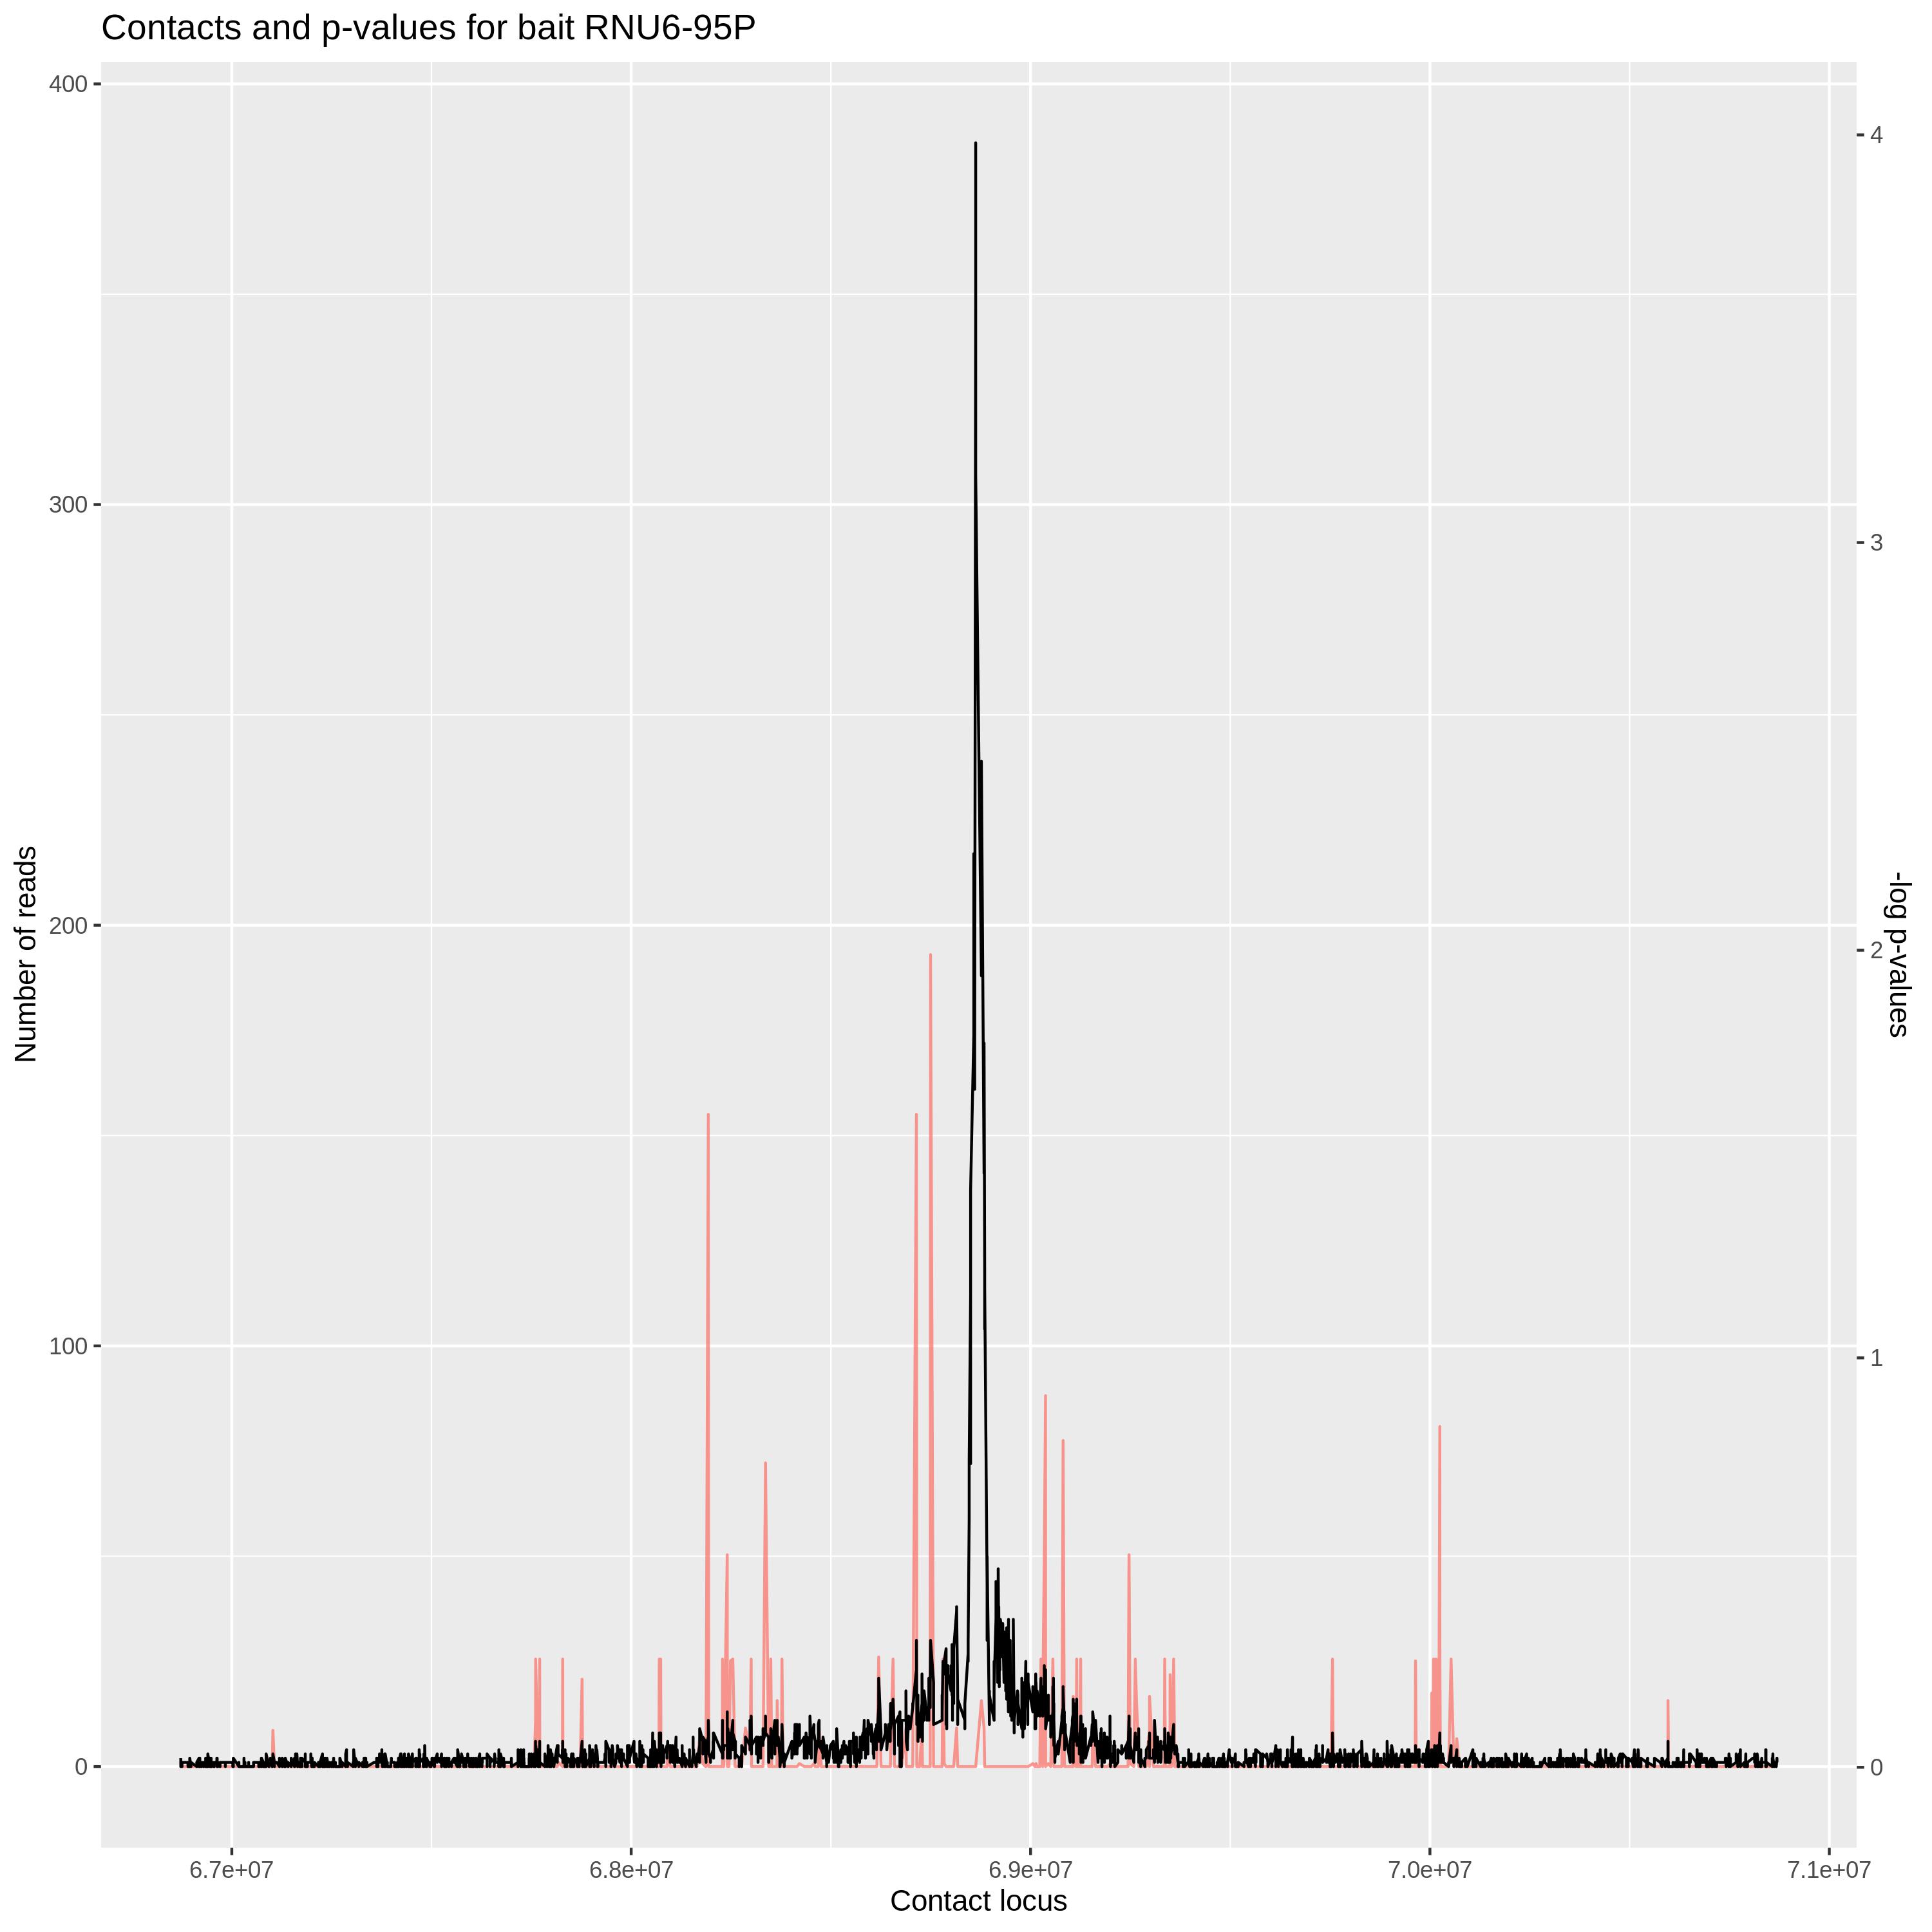 Contacts and p-values for bait RNU6-95P
400
300
200
100
0
Number of reads
4
3
2
1
0
-log p-values
6.7e+07
6.8e+07
6.9e+07
7.0e+07
7.1e+07
Contact locus